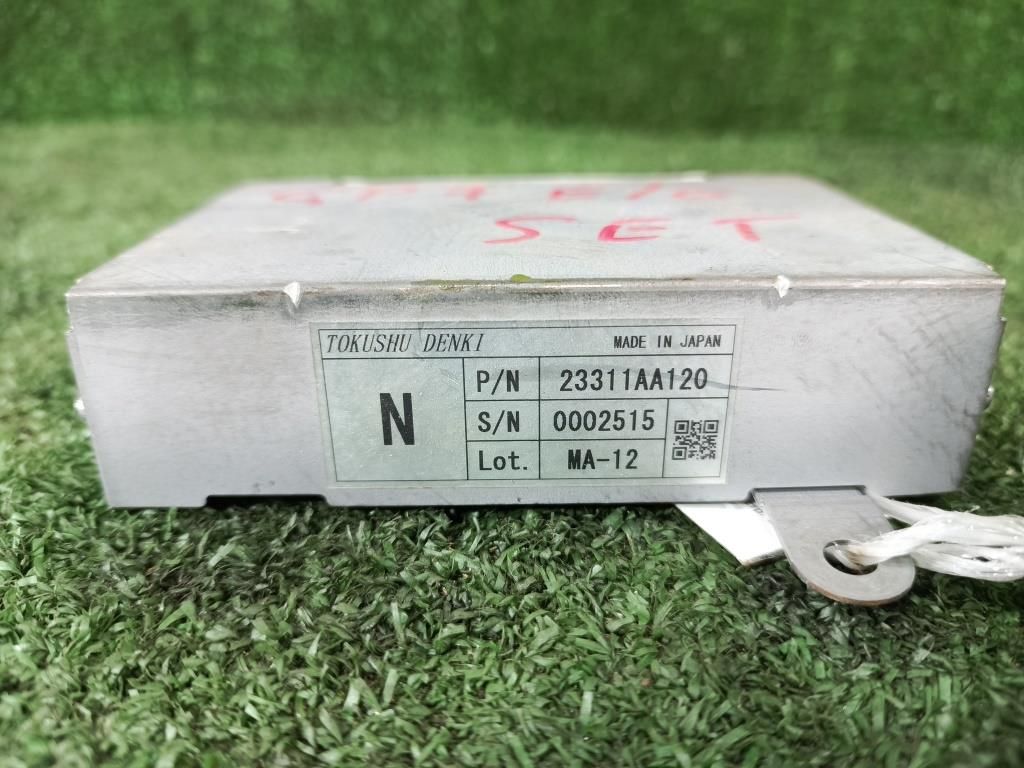 SET
TOKUSHU DENKI MADE IN JAPAN
N
P/N 23311AA120
S/N 0002515
Lot. MA-12